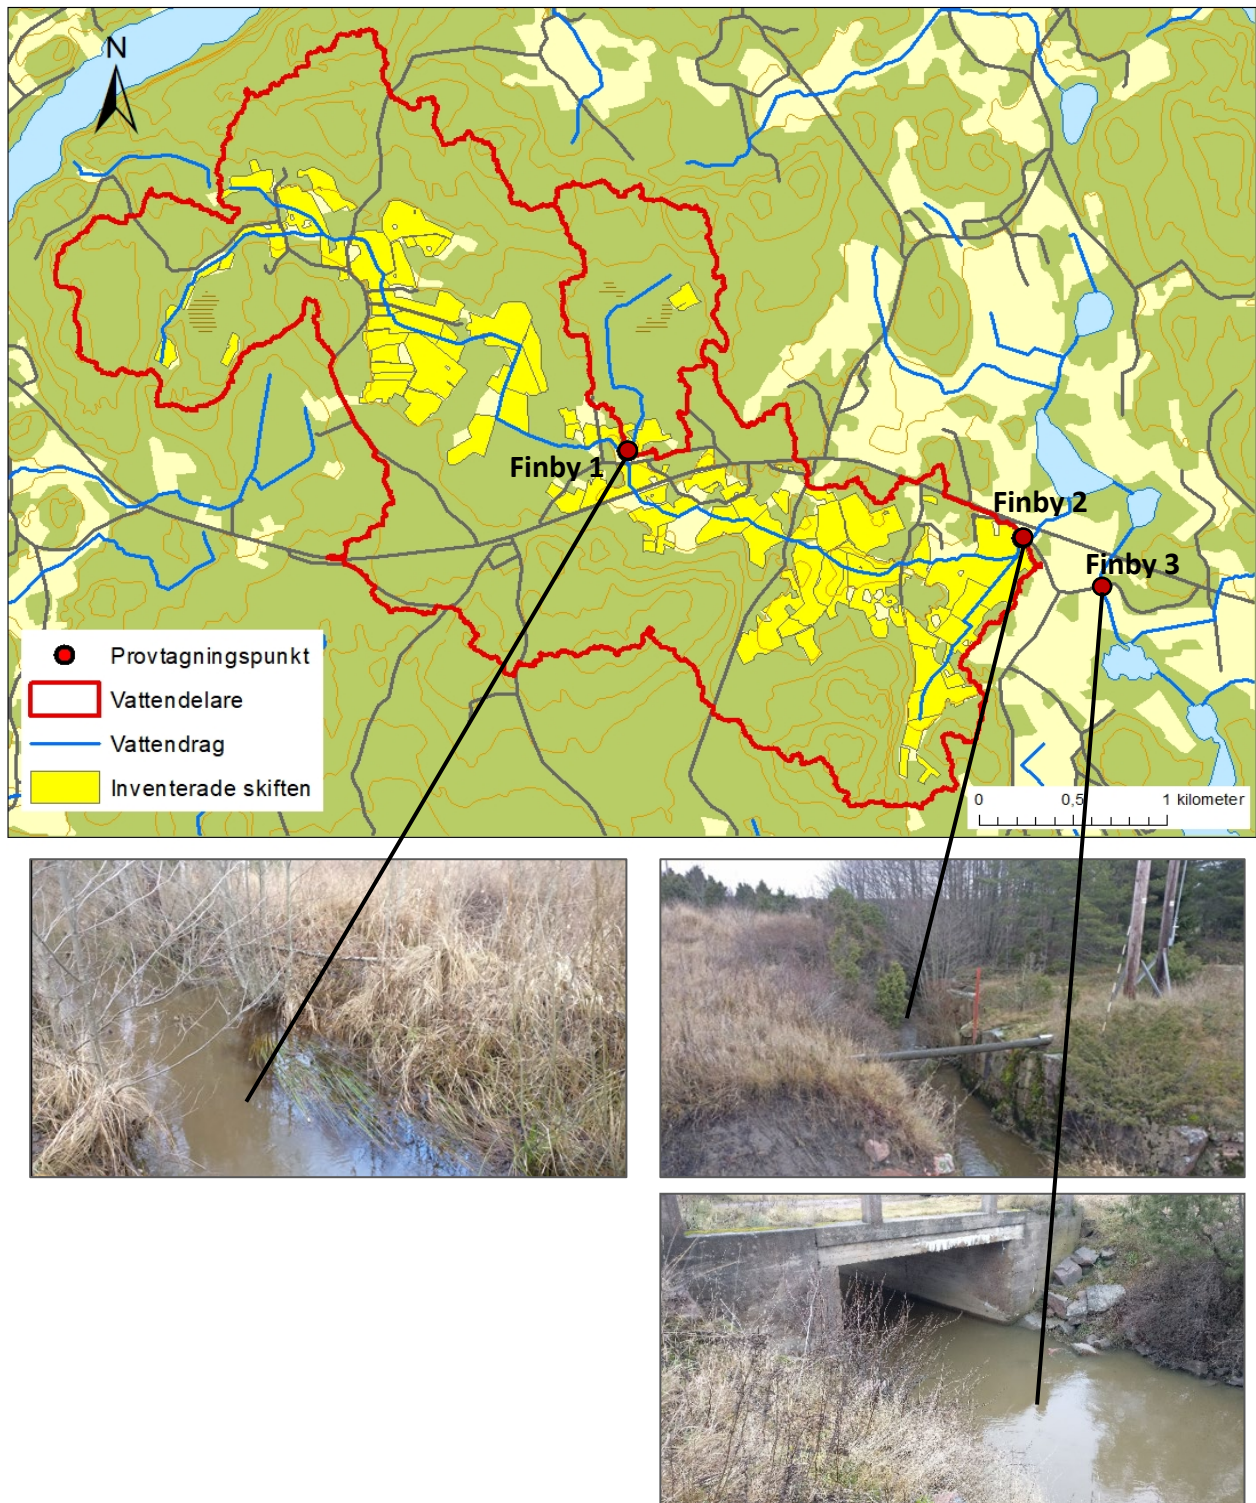 N
Finby 1
Finby 2
Finby 3
Provtagningspunkt
Vattendelare
Vattendrag
Inventerade skiften
0 0,5 1 kilometer